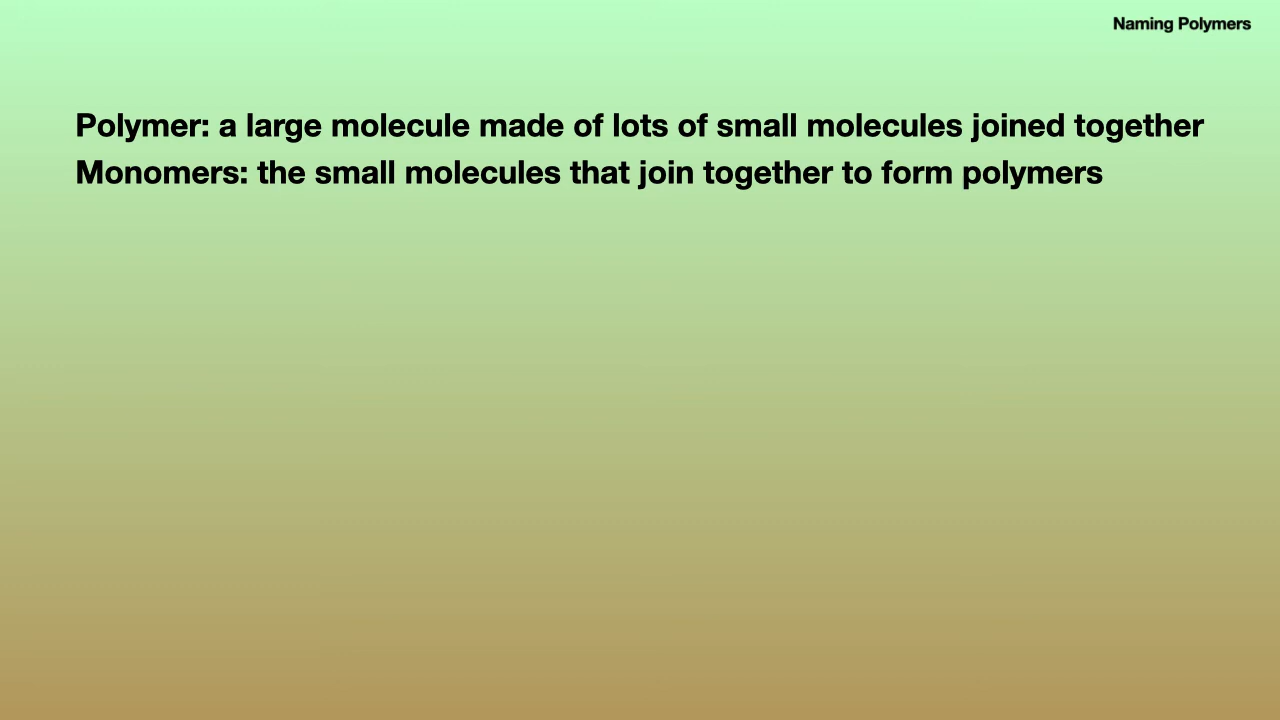 Naming Polymers
Polymer: a large molecule made of lots of small molecules joined together
Monomers: the small molecules that join together to form polymers